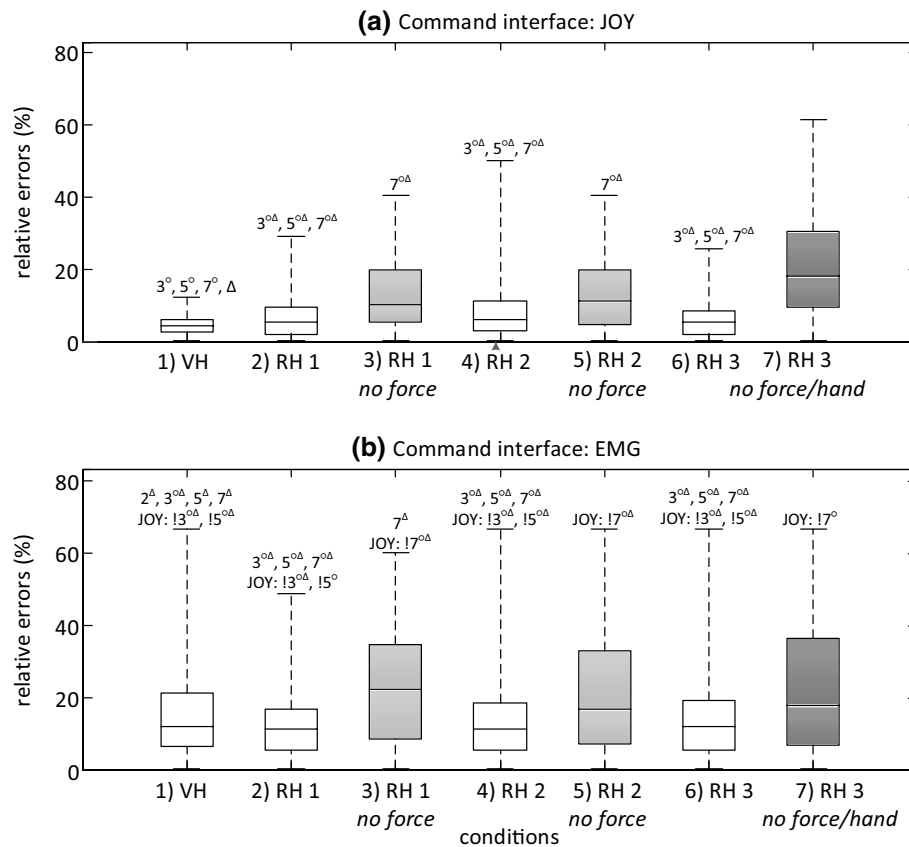 (a) Command interface: JOY
relative errors (%)
80
60
40
20
0
3°, 5°, 7°, Δ
3°Δ, 5°Δ, 7°Δ
7°Δ
3°Δ, 5°Δ, 7°Δ
7°Δ
3°Δ, 5°Δ, 7°Δ
1) VH
2) RH 1
3) RH 1
no force
4) RH 2
5) RH 2
no force
6) RH 3
7) RH 3
no force/hand
(b) Command interface: EMG
relative errors (%)
80
60
40
20
0
2Δ, 3°Δ, 5Δ, 7Δ
JOY: !3°Δ, !5°Δ
3°Δ, 5°Δ, 7°Δ
JOY: !3°Δ, !5°
7Δ
JOY: !7°Δ
3°Δ, 5°Δ, 7°Δ
JOY: !3°Δ, !5°Δ
JOY: !7°Δ
3°Δ, 5°Δ, 7°Δ
JOY: !3°Δ, !5°Δ
JOY: !7°
1) VH
2) RH 1
3) RH 1
no force
4) RH 2
5) RH 2
no force
6) RH 3
7) RH 3
no force/hand
conditions